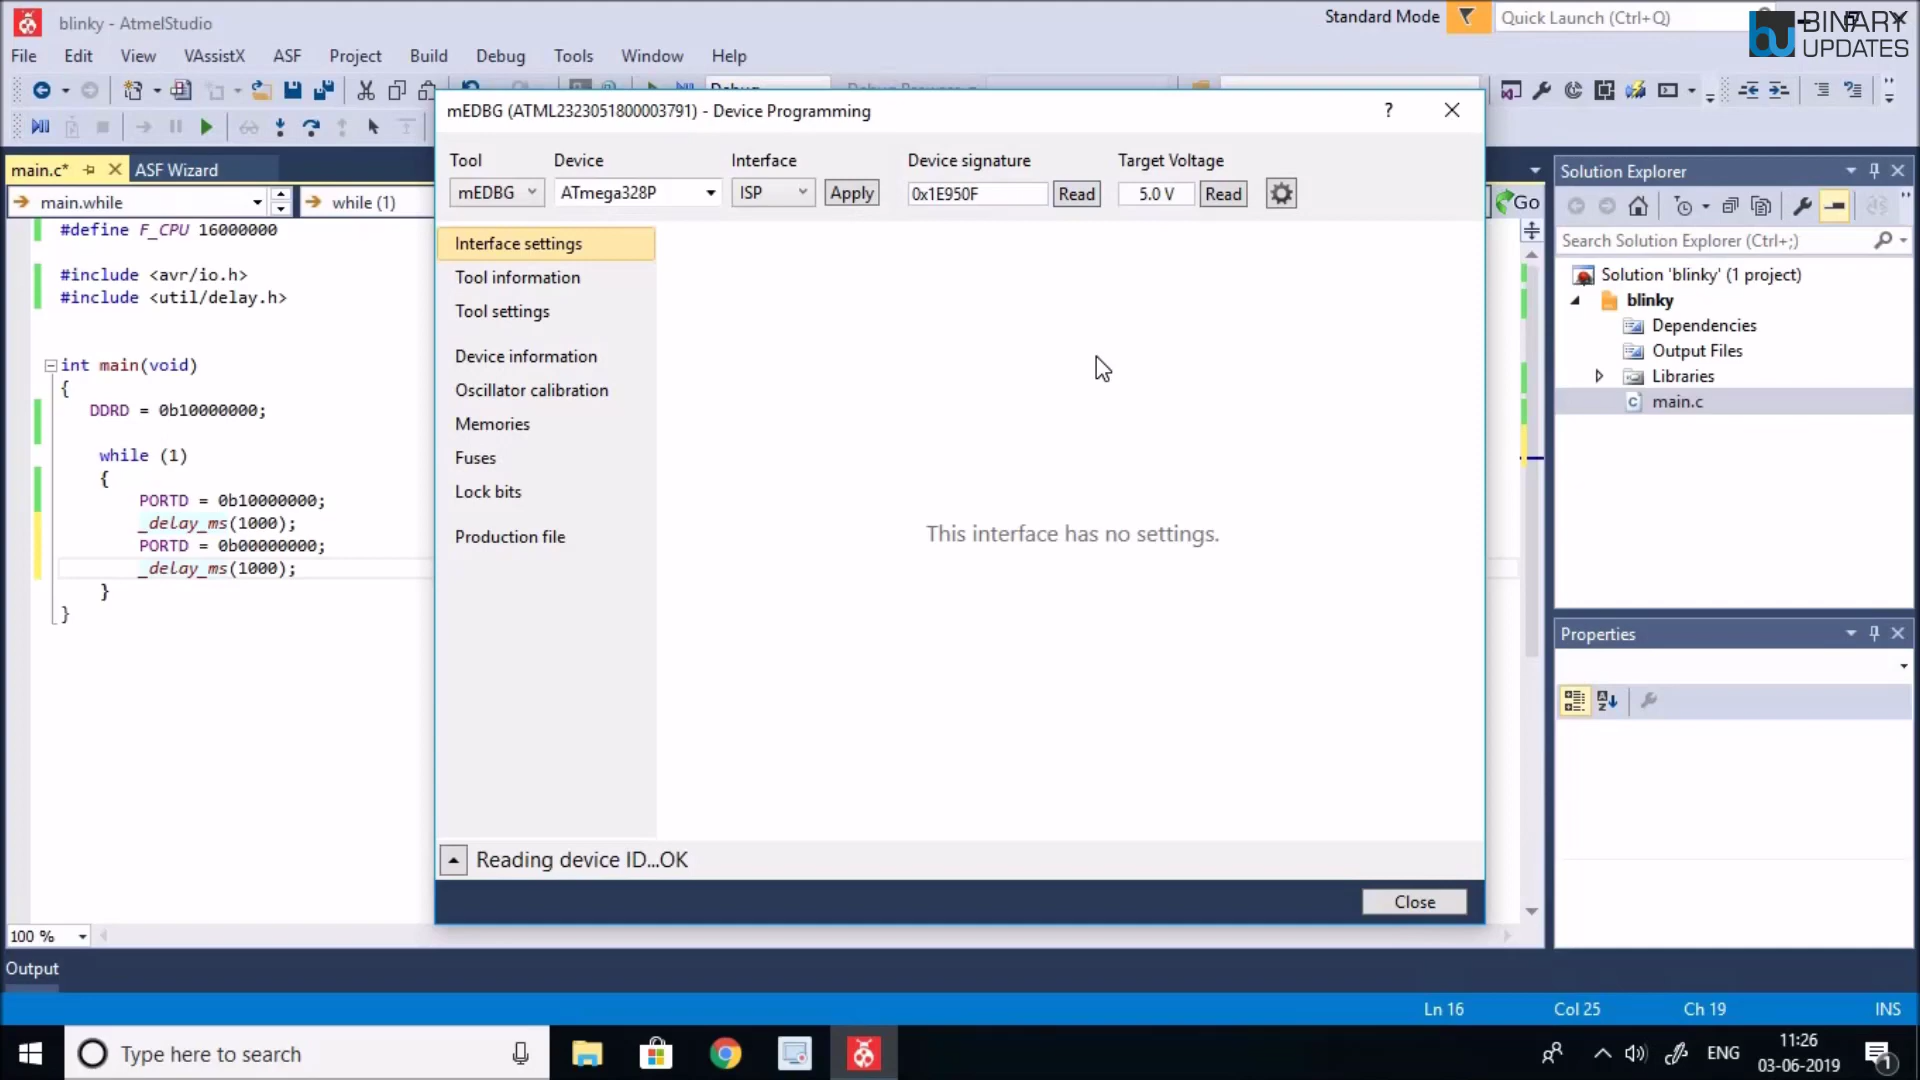 blinky - AtmelStudio
Standard Mode
Quick Launch (Ctrl+Q)
BINARY
UPDATES
File Edit View VAssistX ASF Project Build Debug Tools Window Help
mEDBG (ATML2323051800003791) - Device Programming
?
Tool Device Interface Device signature Target Voltage
mEDBG ATmega328P ISP Apply 0x1E950F Read 5.0 V Read
main.c* ASF Wizard
main.while while (1)
Go
#define F_CPU 16000000
#include <avr/io.h>
#include <util/delay.h>
int main(void)
{
DDRD = 0b10000000;
while (1)
{
PORTD = 0b10000000;
_delay_ms(1000);
PORTD = 0b00000000;
_delay_ms(1000);
}
}
Interface settings
Tool information
Tool settings
Device information
Oscillator calibration
Memories
Fuses
Lock bits
Production file
This interface has no settings.
Reading device ID...OK
Close
Solution Explorer
Search Solution Explorer (Ctrl+;)
Solution 'blinky' (1 project)
blinky
Dependencies
Output Files
Libraries
main.c
Properties
100 %
Output
Ln 16 Col 25 Ch 19 INS
Type here to search
ENG
11:26
03-06-2019
1